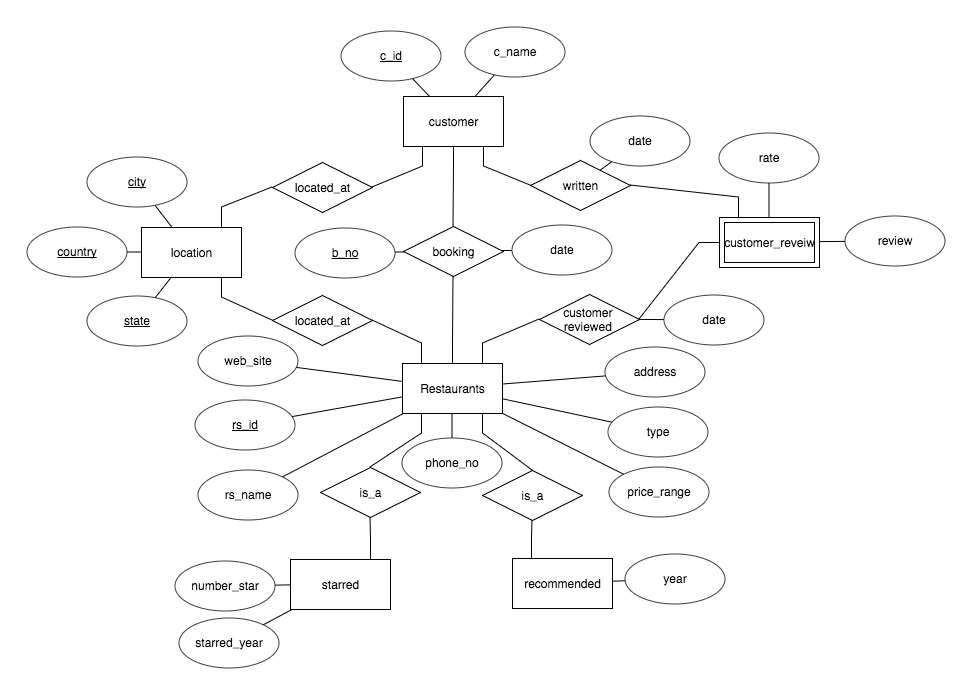 c_id
c_name
customer
date
rate
city
located_at
written
country
location
b_no
booking
date
customer_reveiw
review
state
located_at
customer
reviewed
date
web_site
Restaurants
address
rs_id
type
phone_no
rs_name
is_a
is_a
price_range
number_star
starred
recommended
year
starred_year